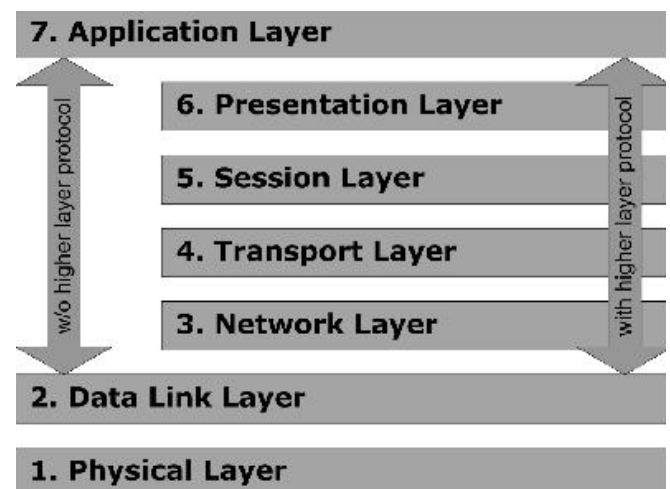 7. Application Layer
6. Presentation Layer
5. Session Layer
4. Transport Layer
3. Network Layer
2. Data Link Layer
1. Physical Layer
w/o higher layer protocol
with higher layer protocol